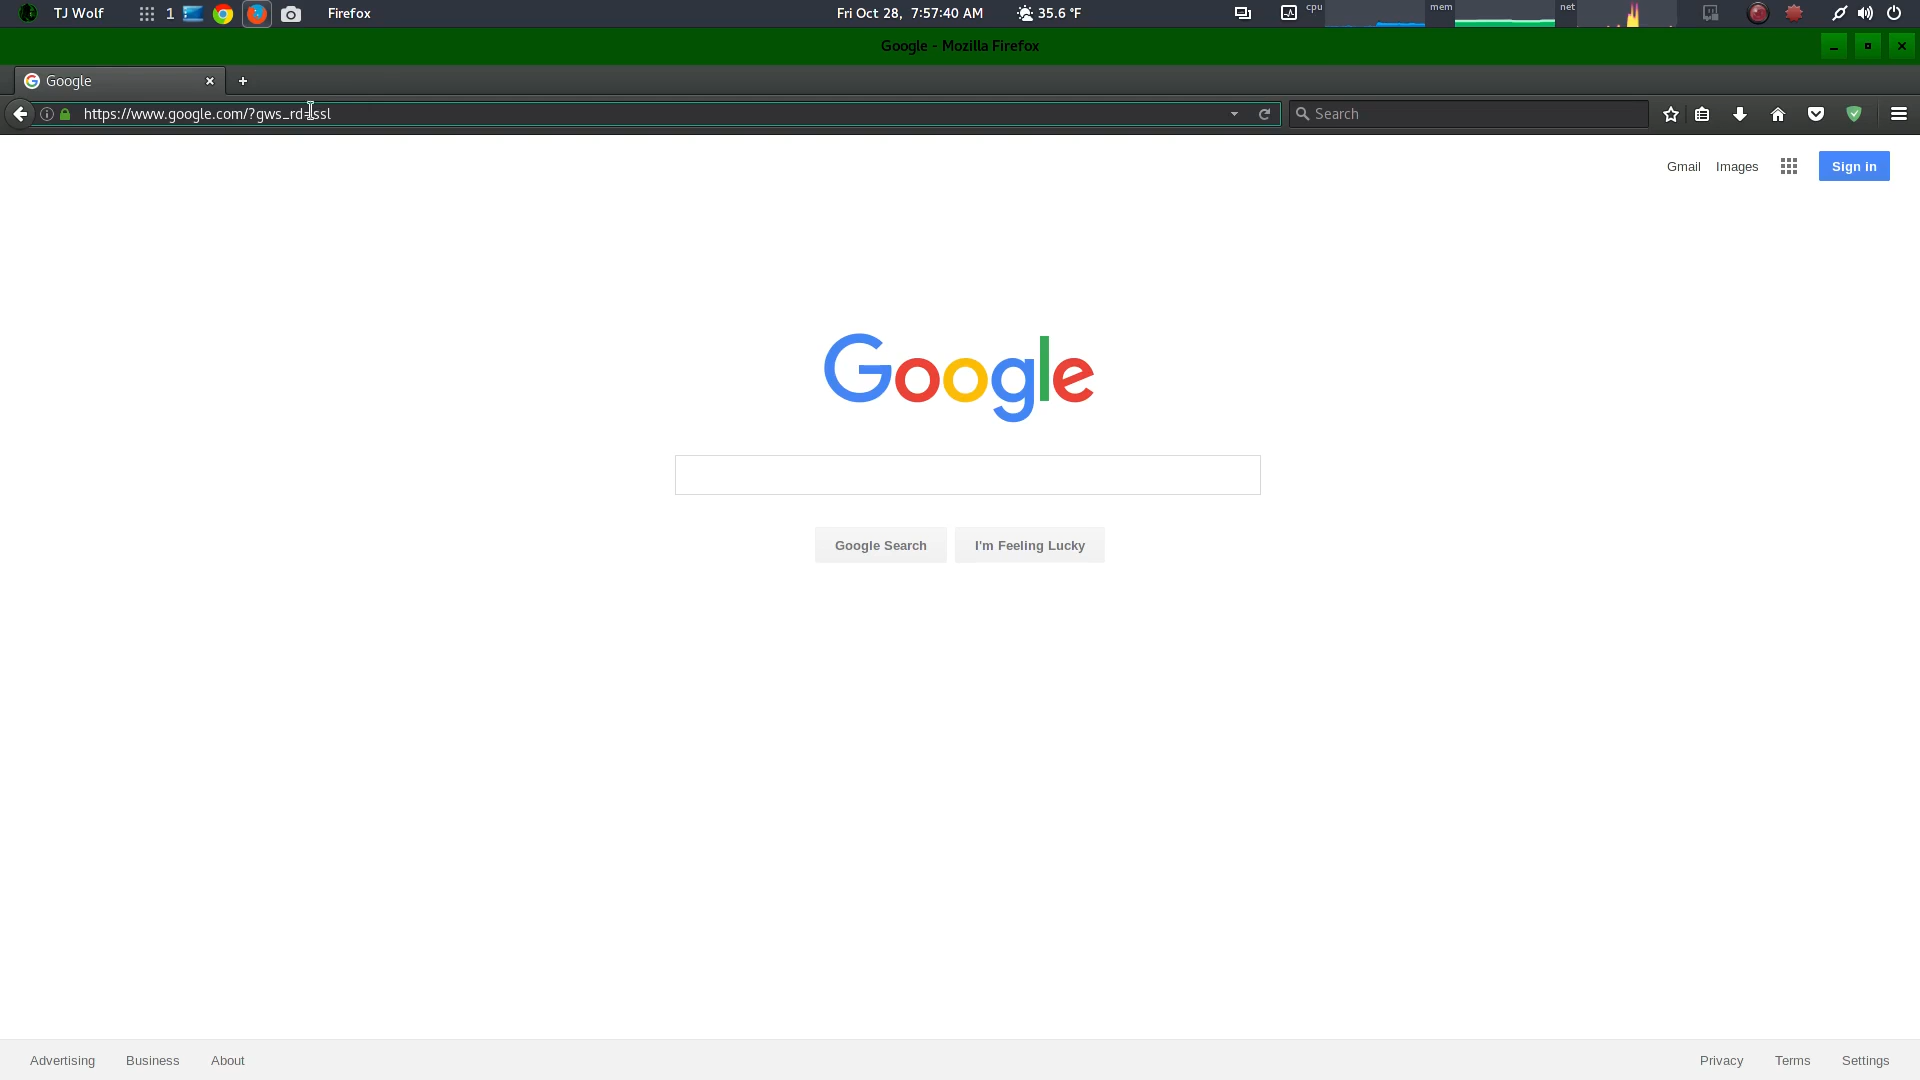 TJ Wolf 1 Firefox Fri Oct 28, 7:57:40 AM 35.6 °F cpu mem net
Google - Mozilla Firefox
Google
https://www.google.com/?gws_rd=ssl Search
Gmail Images Sign in
Google
Google Search I'm Feeling Lucky
Advertising Business About Privacy Terms Settings